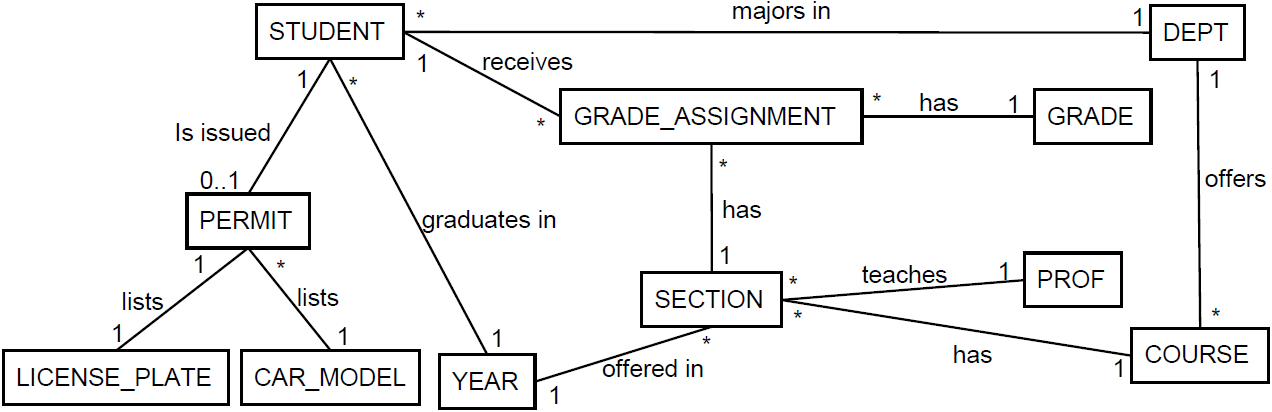 * majors in 1
STUDENT DEPT
1 receives 1
1 *
GRADE_ASSIGNMENT * has 1 GRADE
*
Is issued
* offers
0..1
PERMIT graduates in has
1 * 1
lists lists * teaches 1 PROF
SECTION
* *
1 1 1 * has COURSE
LICENSE_PLATE CAR_MODEL YEAR offered in 1
1